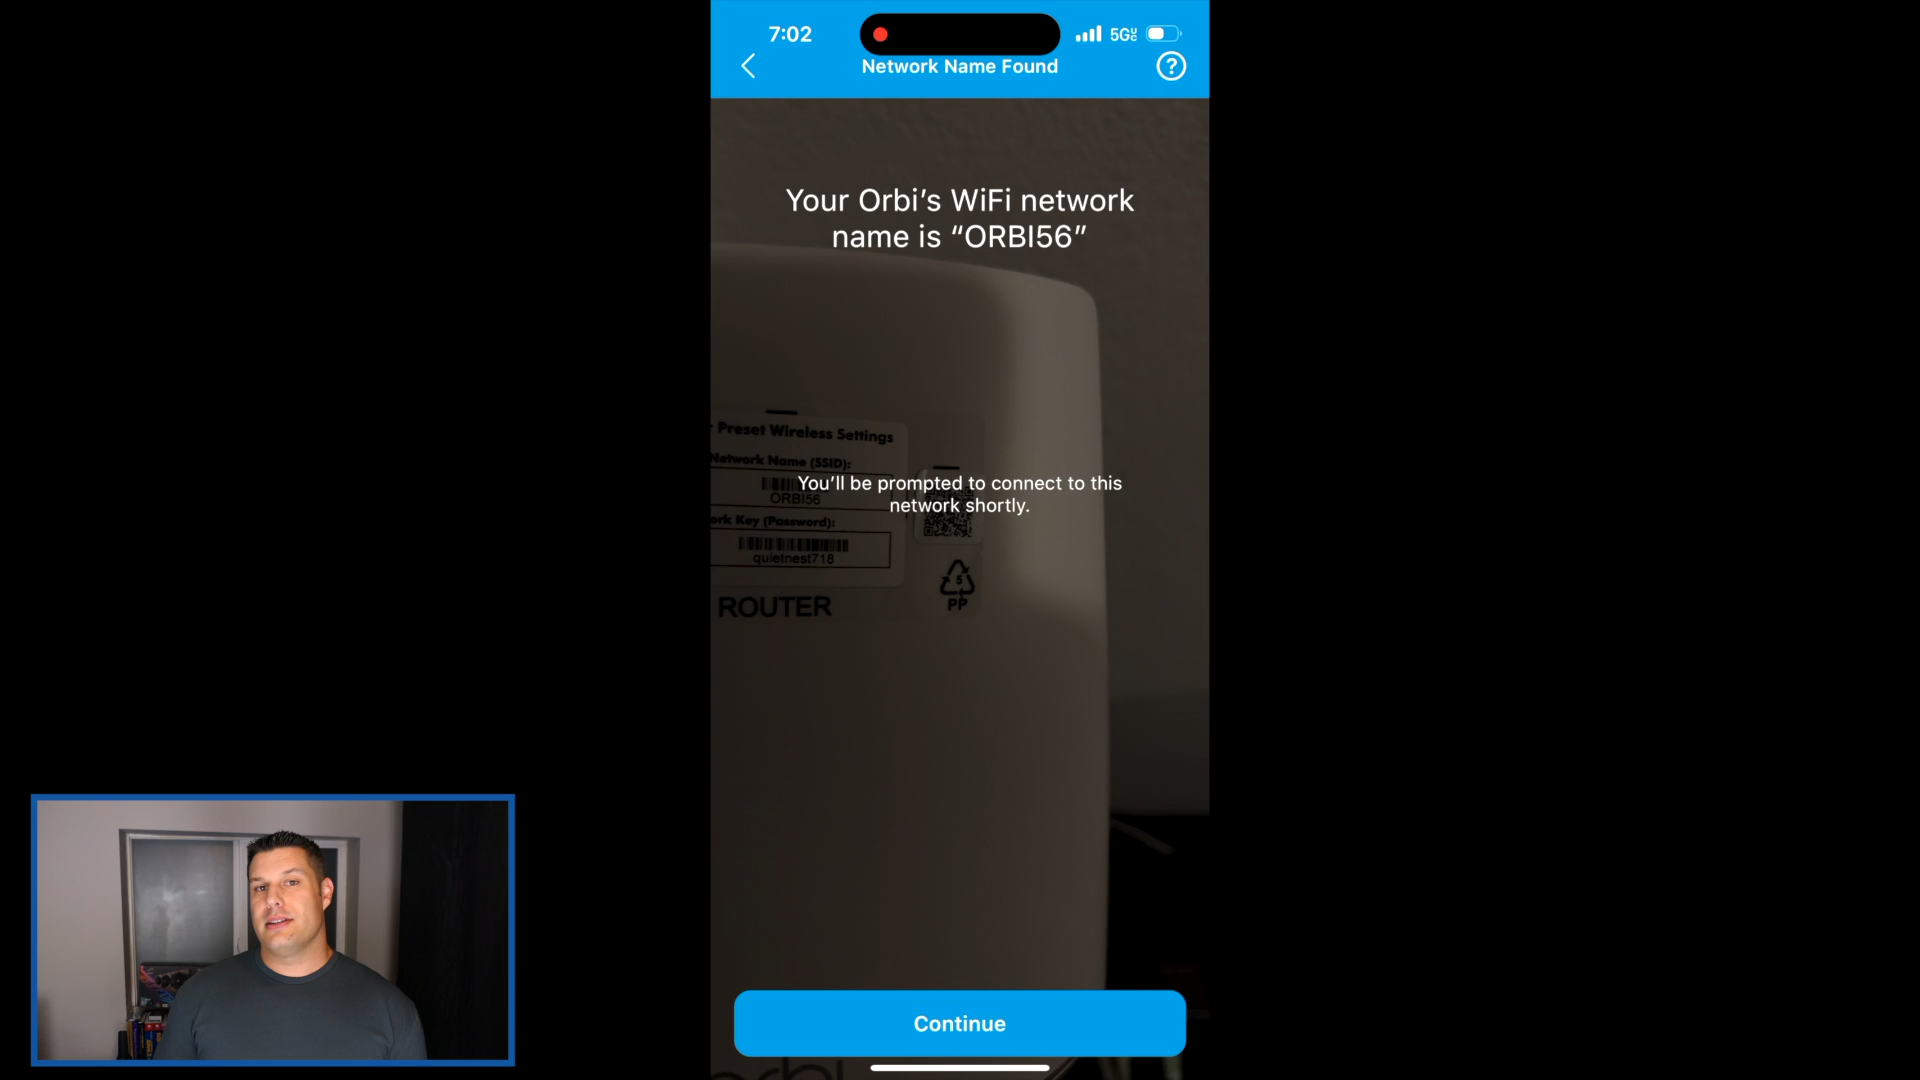 7:02
5G
Network Name Found
?
Your Orbi's WiFi network
name is “ORBI56”
Preset Wireless Settings
Network Name (SSID):
ORBI56
You'll be prompted to connect to this
network shortly.
Key (Password):
quietnest718
5
PP
ROUTER
Continue